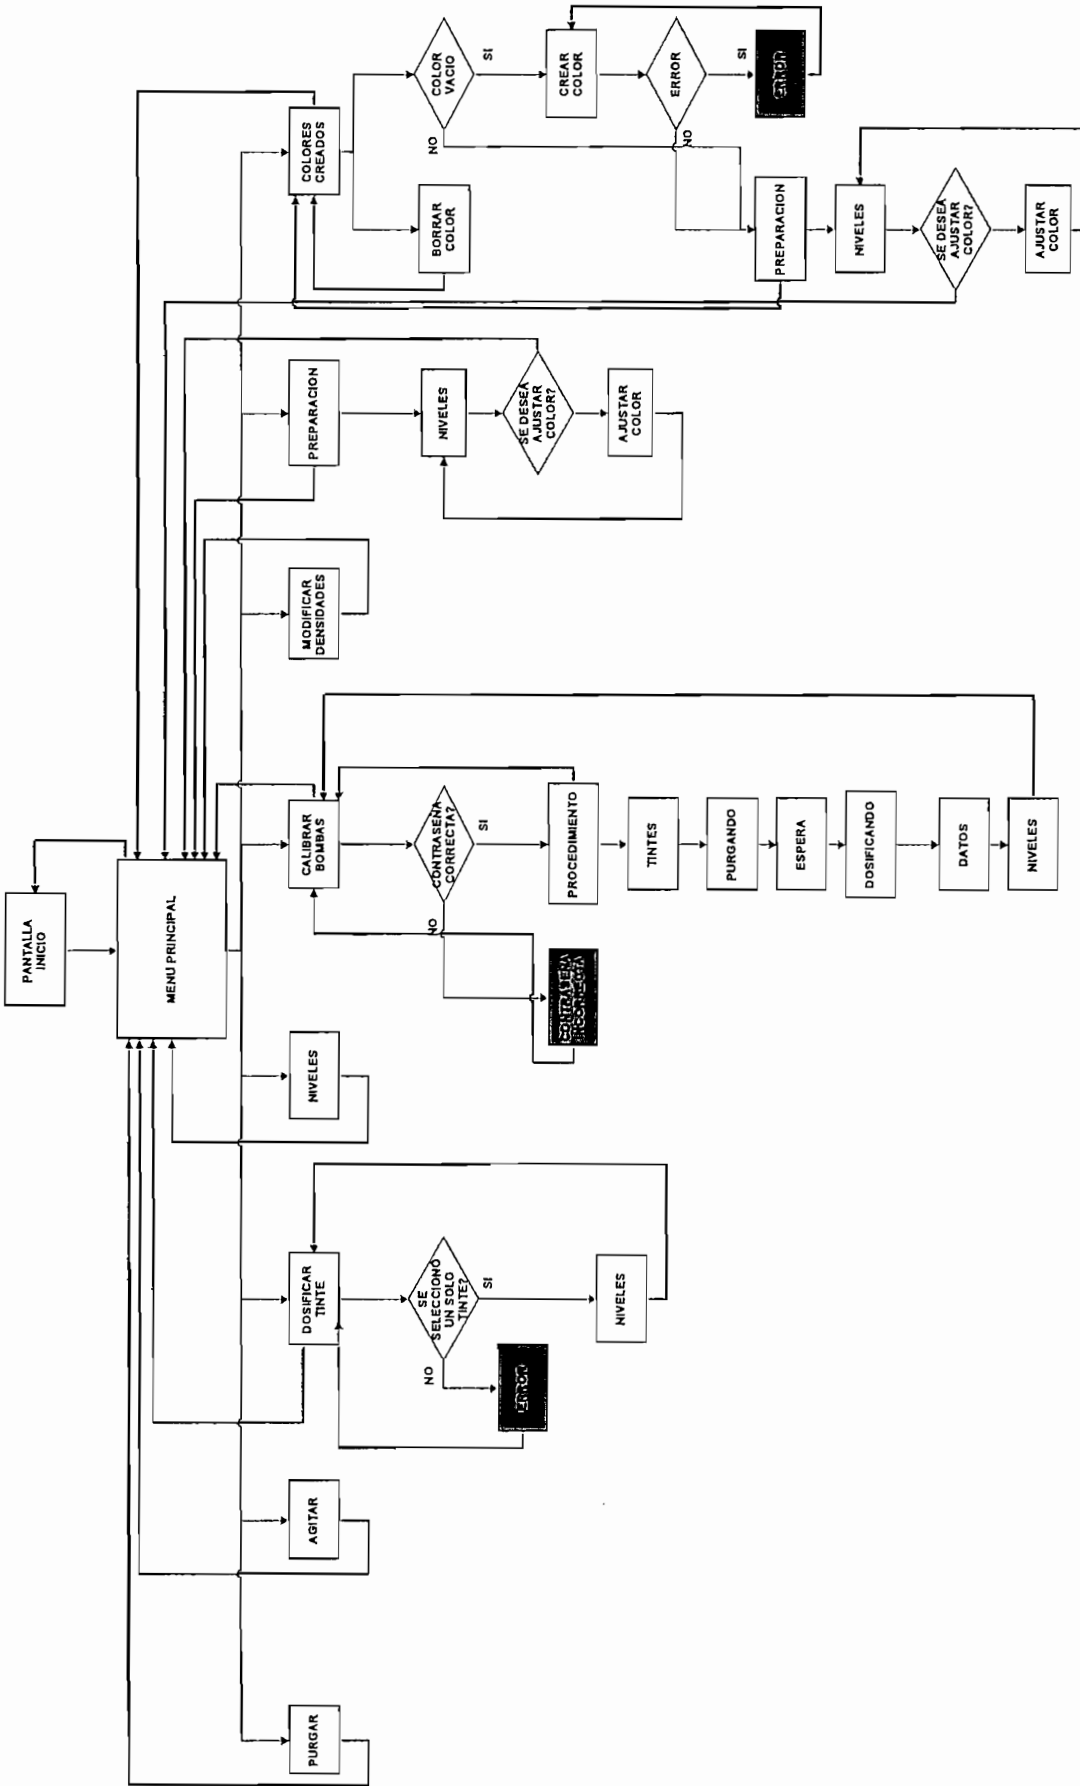 PANTALLA
INICIO
MENU PRINCIPAL
PURGAR
AGITAR
DOSIFICAR
TINTE
NIVELES
CALIBRAR
BOMBAS
MODIFICAR
DENSIDADES
PREPARACION
COLORES
CREADOS
SE
SELECCIONO
UN SOLO
TINTE?
NO
SI
ERROR
NIVELES
CONTRASEÑA
CORRECTA?
NO
SI
CONTRASEÑA
INCORRECTA
PROCEDIMIENTO
TINTES
PURGANDO
ESPERA
DOSIFICANDO
DATOS
NIVELES
NIVELES
SE DESEA
AJUSTAR
COLOR?
AJUSTAR
COLOR
BORRAR
COLOR
COLOR
VACIO
NO
SI
CREAR
COLOR
ERROR
NO
SI
ERROR
PREPARACION
NIVELES
SE DESEA
AJUSTAR
COLOR?
AJUSTAR
COLOR